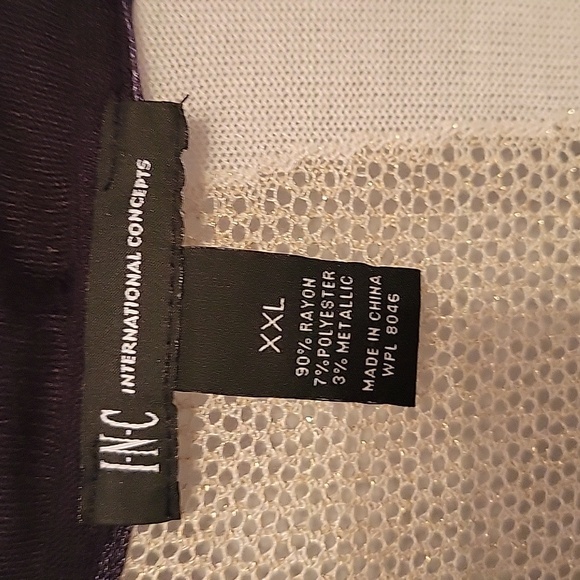 I·N·C INTERNATIONAL CONCEPTS
XXL
90% RAYON
7% POLYESTER
3% METALLIC
MADE IN CHINA
WPL 8046